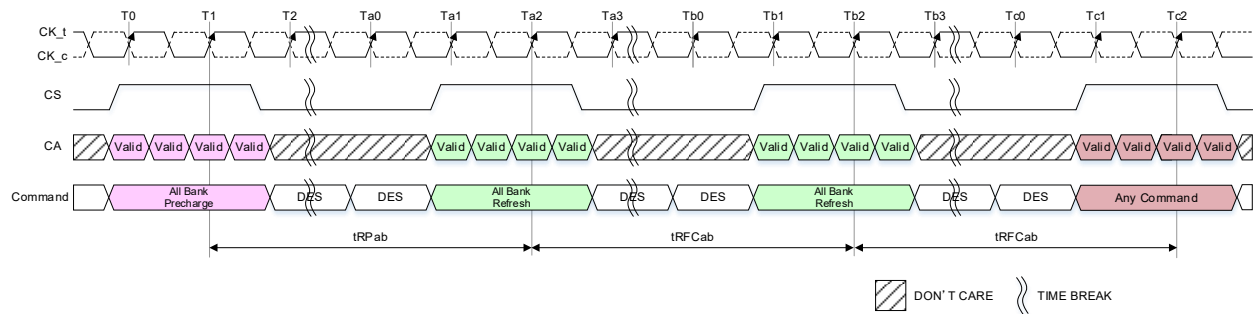 T0 T1 T2 Ta0 Ta1 Ta2 Ta3 Tb0 Tb1 Tb2 Tb3 Tc0 Tc1 Tc2
CK_t
CK_c
CS
CA Valid Valid Valid Valid Valid Valid Valid Valid Valid Valid Valid Valid Valid Valid Valid Valid
Command All Bank Precharge DES DES All Bank Refresh DES DES All Bank Refresh DES DES Any Command
tRPab tRFCab tRFCab
DON'T CARE TIME BREAK